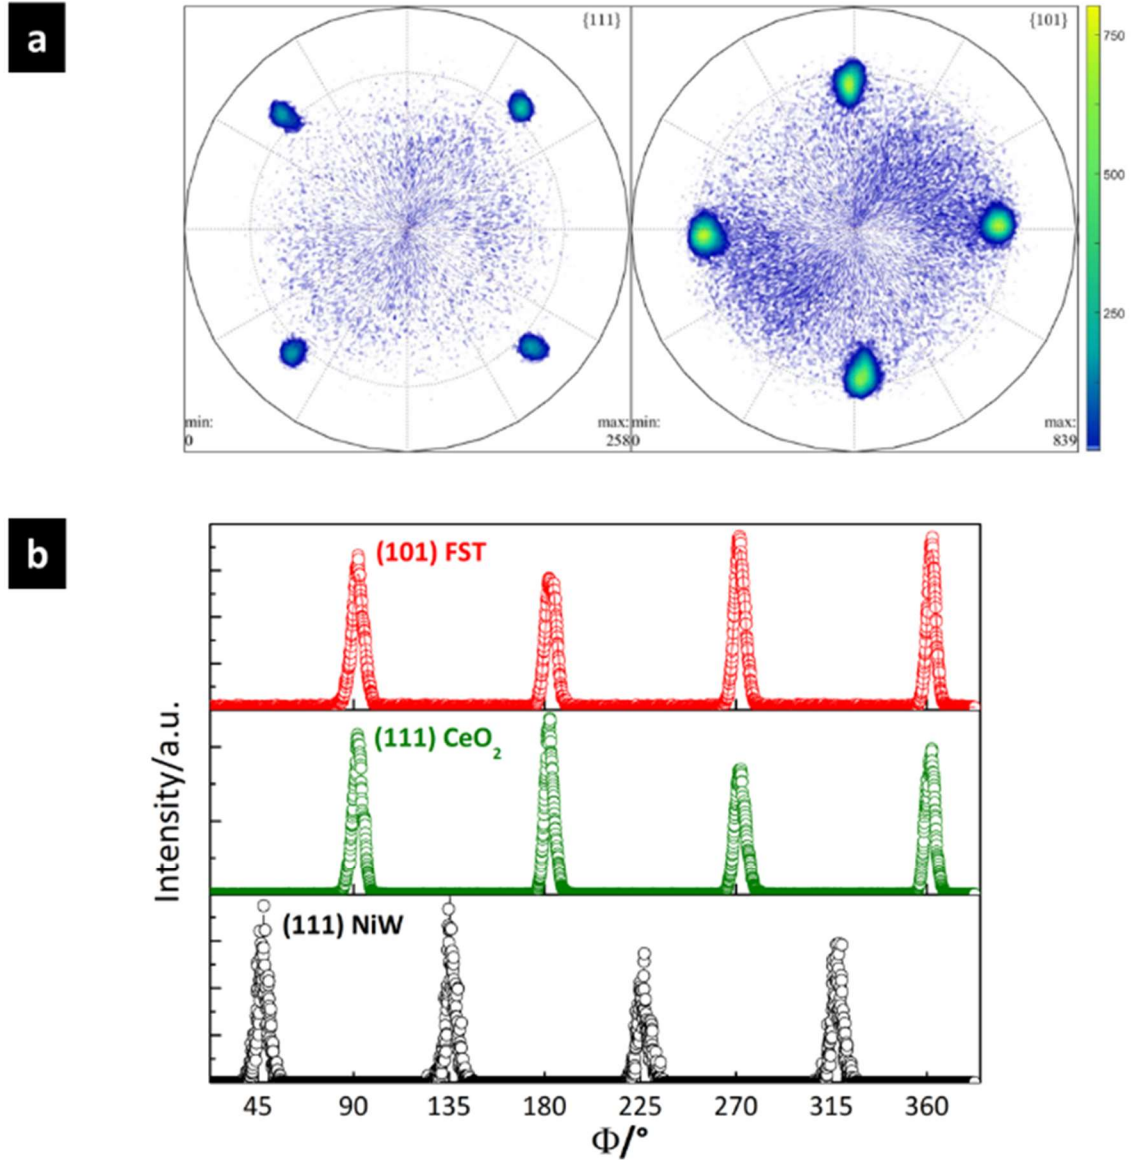 a
{111}
{101}
750
500
250
min:
0
max:
2580
min:
max:
839
b
(101) FST
(111) CeO₂
(111) NiW
Intensity/a.u.
45 90 135 180 225 270 315 360
Φ/°